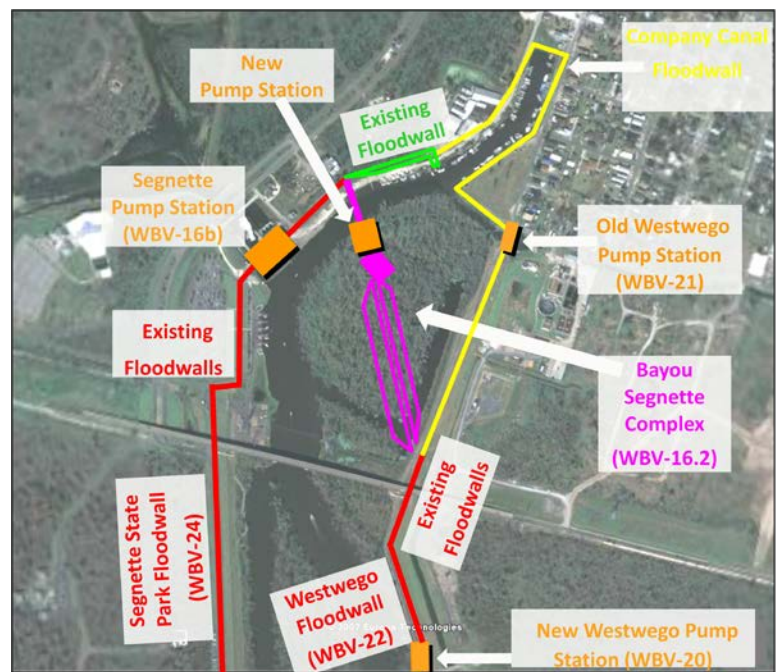 Company Canal
Floodwall
New
Pump Station
Existing
Floodwall
Segnette
Pump Station
(WBV-16b)
Old Westwego
Pump Station
(WBV-21)
Existing
Floodwalls
Bayou
Segnette
Complex
(WBV-16.2)
Existing
Floodwalls
Segnette State
Park Floodwall
(WBV-24)
Westwego
Floodwall
(WBV-22)
New Westwego Pump
Station (WBV-20)
Technologies